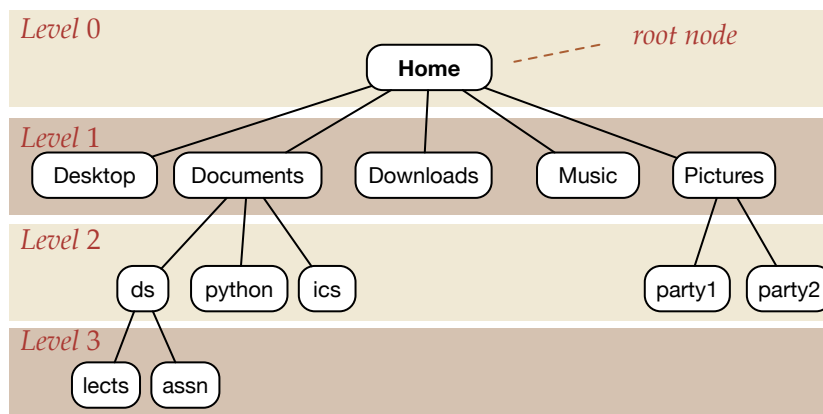 Level 0
root node
Home
Level 1
Desktop Documents Downloads Music Pictures
Level 2
ds python ics party1 party2
Level 3
lects assn